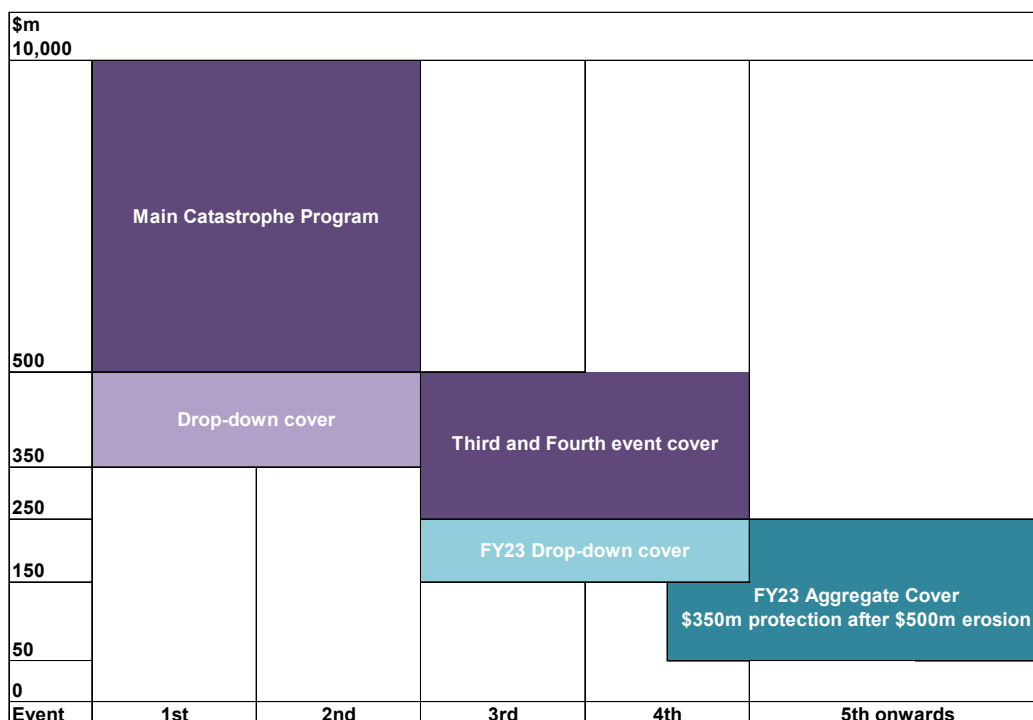 $m
10,000
Main Catastrophe Program
500
Drop-down cover
Third and Fourth event cover
350
250
FY23 Drop-down cover
150
FY23 Aggregate Cover
$350m protection after $500m erosion
50
0
Event 1st 2nd 3rd 4th 5th onwards